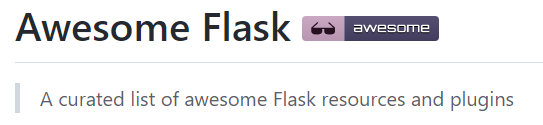 Awesome Flask awesome
A curated list of awesome Flask resources and plugins